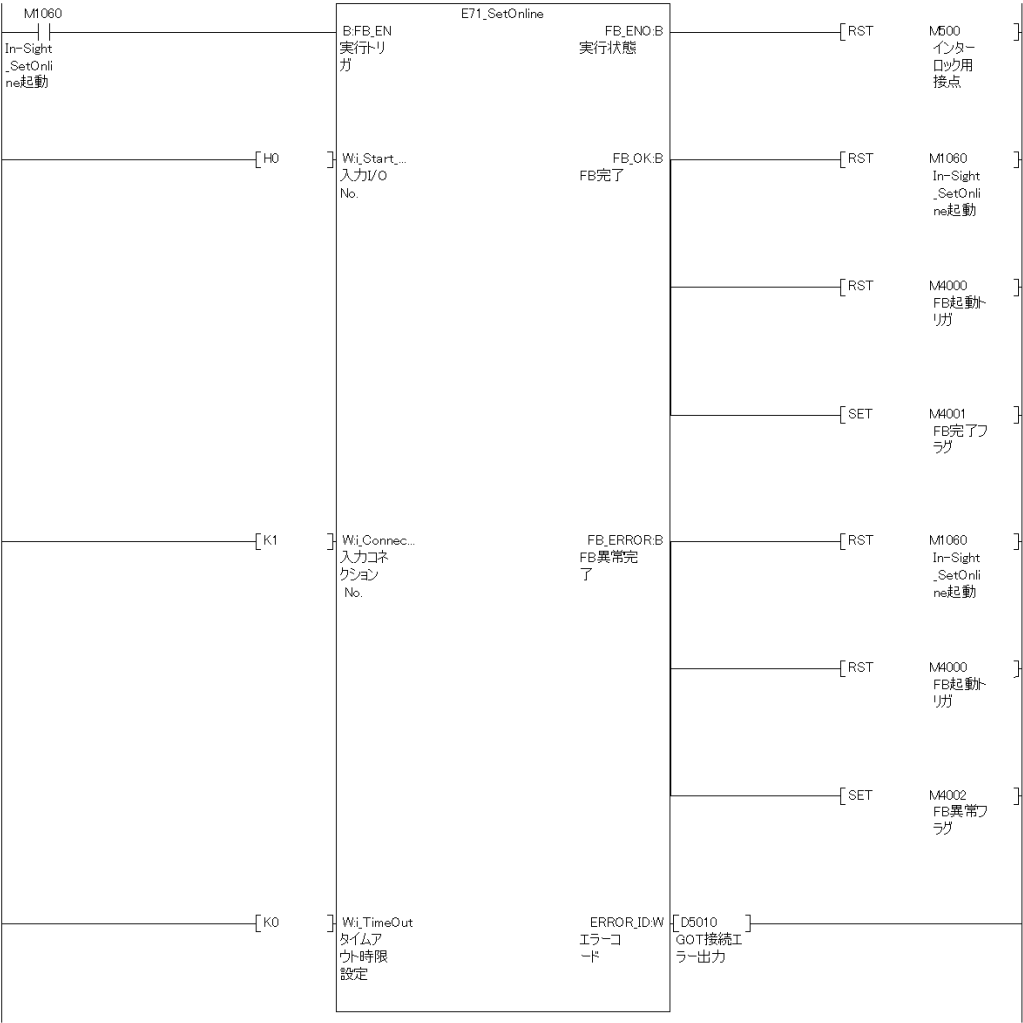 M1060
E71_SetOnline
In-Sight
_SetOnli
ne起動
B:FB_EN
実行トリ
ガ
FB_ENO:B
実行状態
RST M500
インター
ロック用
接点
H0
W:i_Start_...
入力I/O
No.
FB_OK:B
FB完了
RST M1060
In-Sight
_SetOnli
ne起動
RST M4000
FB起動ト
リガ
SET M4001
FB完了フ
ラグ
K1
W:i_Connec...
入力コネ
クション
No.
FB_ERROR:B
FB異常完
了
RST M1060
In-Sight
_SetOnli
ne起動
RST M4000
FB起動ト
リガ
SET M4002
FB異常フ
ラグ
K0
W:i_TimeOut
タイムア
ウト時限
設定
ERROR_ID:W
エラーコ
ード
D5010
GOT接続エ
ラー出力